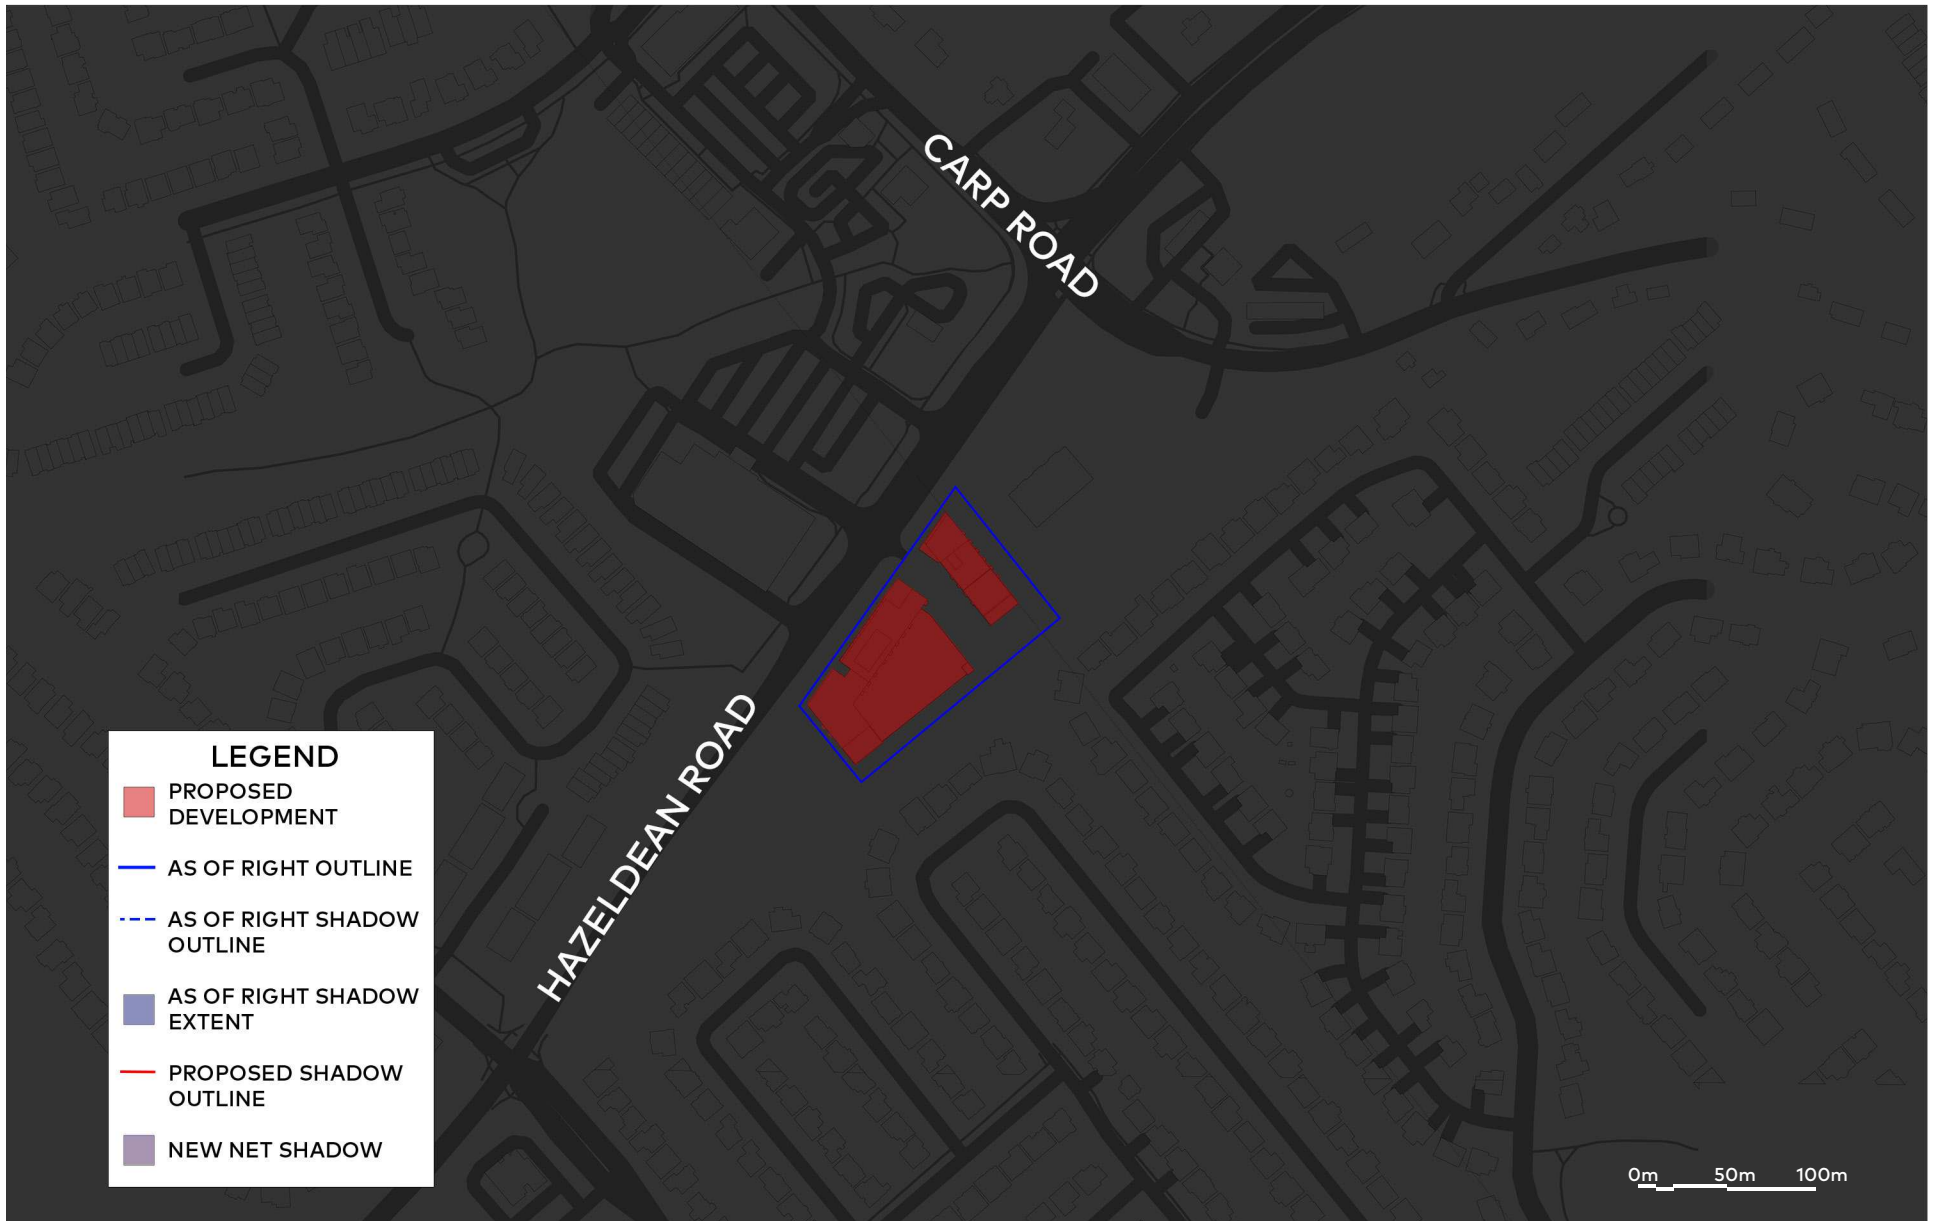 CARP ROAD
HAZELDEAN ROAD
LEGEND
PROPOSED
DEVELOPMENT
AS OF RIGHT OUTLINE
AS OF RIGHT SHADOW
OUTLINE
AS OF RIGHT SHADOW
EXTENT
PROPOSED SHADOW
OUTLINE
NEW NET SHADOW
0m 50m 100m